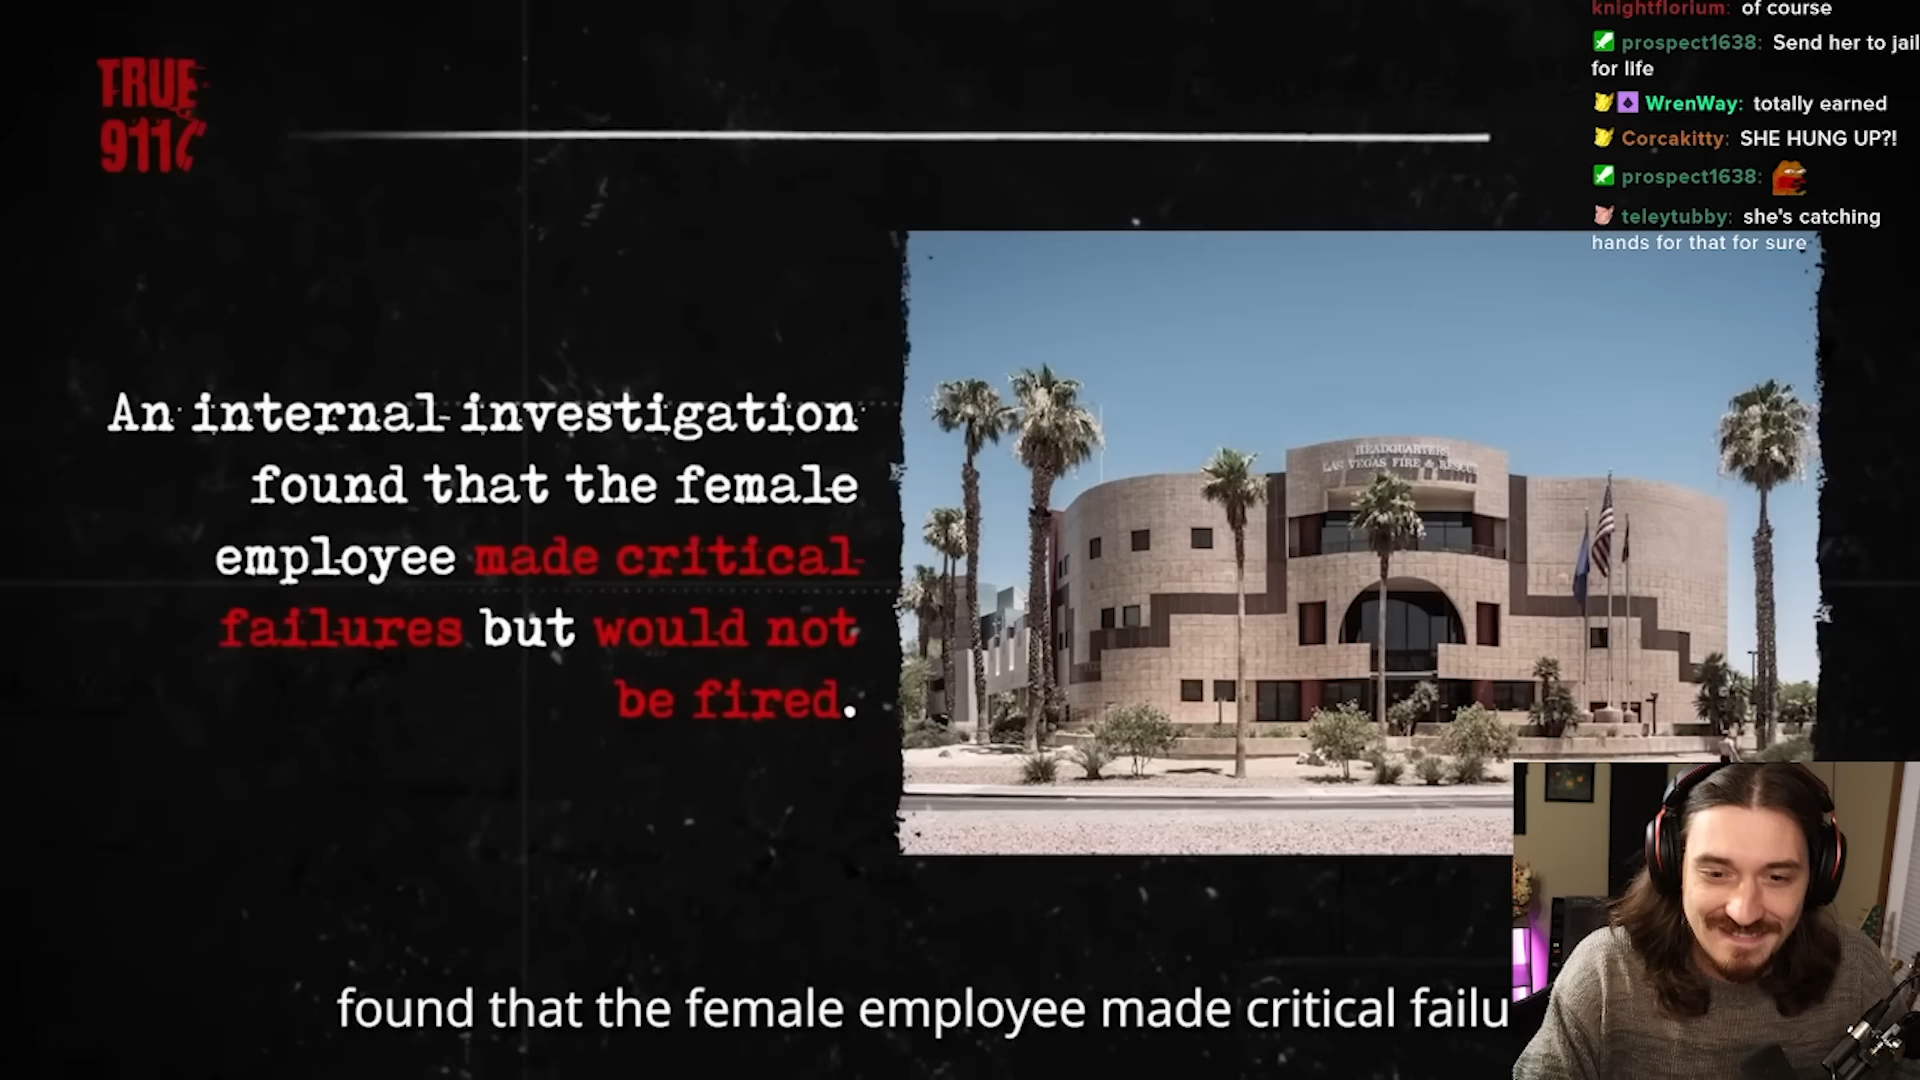 TRUE
911
knightflorium: of course
prospect1638: Send her to jail
for life
WrenWay: totally earned
Corcakitty: SHE HUNG UP?!
prospect1638:
teleytubby: she's catching
hands for that for sure
An internal investigation
found that the female
employee made critical
failures but would not
be fired.
HEADQUARTERS
LAS VEGAS FIRE & RESCUE
found that the female employee made critical failu